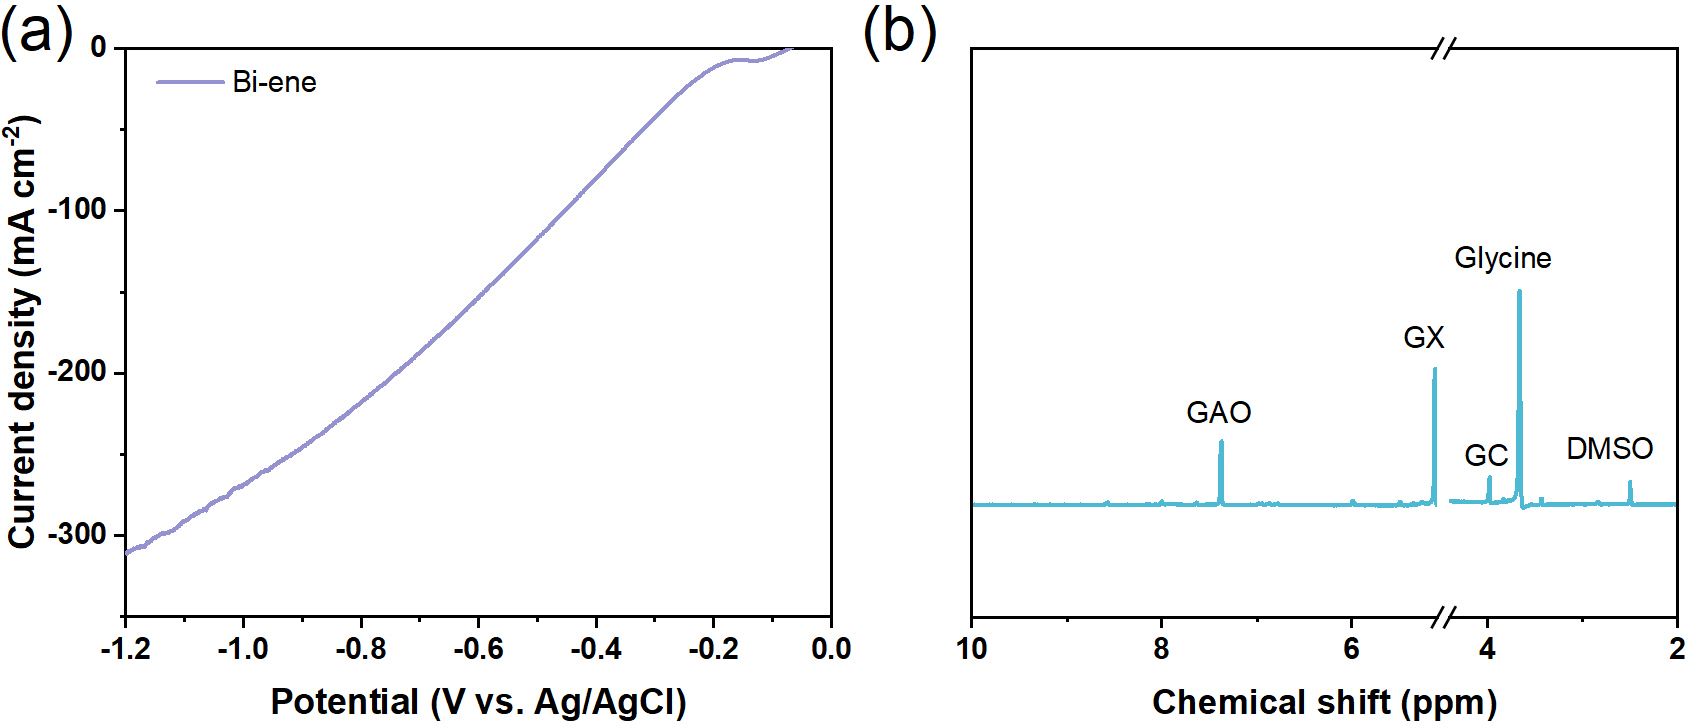 (a)
Bi-ene
0
-100
-200
-300
Current density (mA cm-2)
-1.2 -1.0 -0.8 -0.6 -0.4 -0.2 0.0
Potential (V vs. Ag/AgCl)
(b)
Glycine
GX
GAO
GC
DMSO
10 8 6 4 2
Chemical shift (ppm)